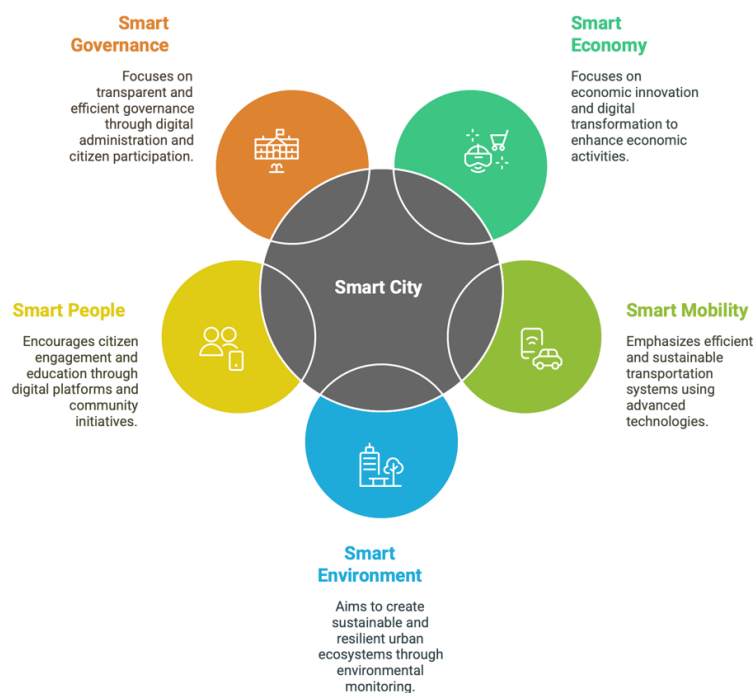 Smart
Governance
Focuses on
transparent and
efficient governance
through digital
administration and
citizen participation.
Smart
Economy
Focuses on
economic innovation
and digital
transformation to
enhance economic
activities.
Smart City
Smart People
Encourages citizen
engagement and
education through
digital platforms and
community
initiatives.
Smart Mobility
Emphasizes efficient
and sustainable
transportation
systems using
advanced
technologies.
Smart
Environment
Aims to create
sustainable and
resilient urban
ecosystems through
environmental
monitoring.